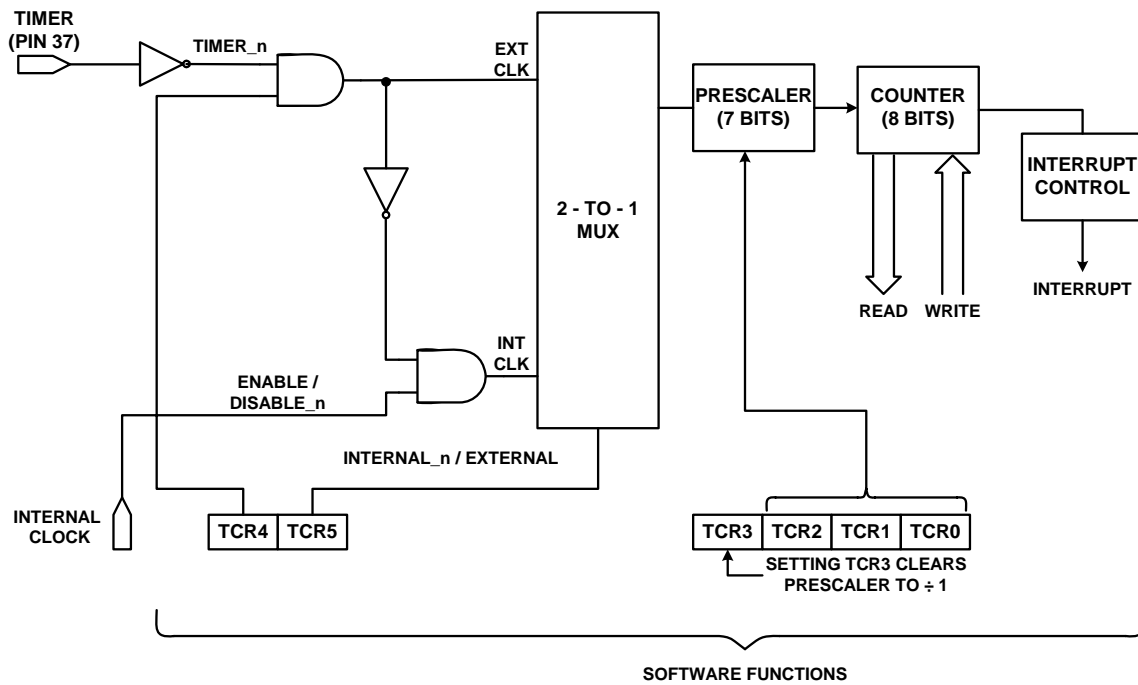 TIMER
(PIN 37)
TIMER_n
EXT
CLK
PRESCALER
(7 BITS)
COUNTER
(8 BITS)
INTERRUPT
CONTROL
2 - TO - 1
MUX
READ
WRITE
INTERRUPT
INT
CLK
ENABLE /
DISABLE_n
INTERNAL_n / EXTERNAL
INTERNAL
CLOCK
TCR4
TCR5
TCR3
TCR2
TCR1
TCR0
SETTING TCR3 CLEARS
PRESCALER TO ÷ 1
SOFTWARE FUNCTIONS